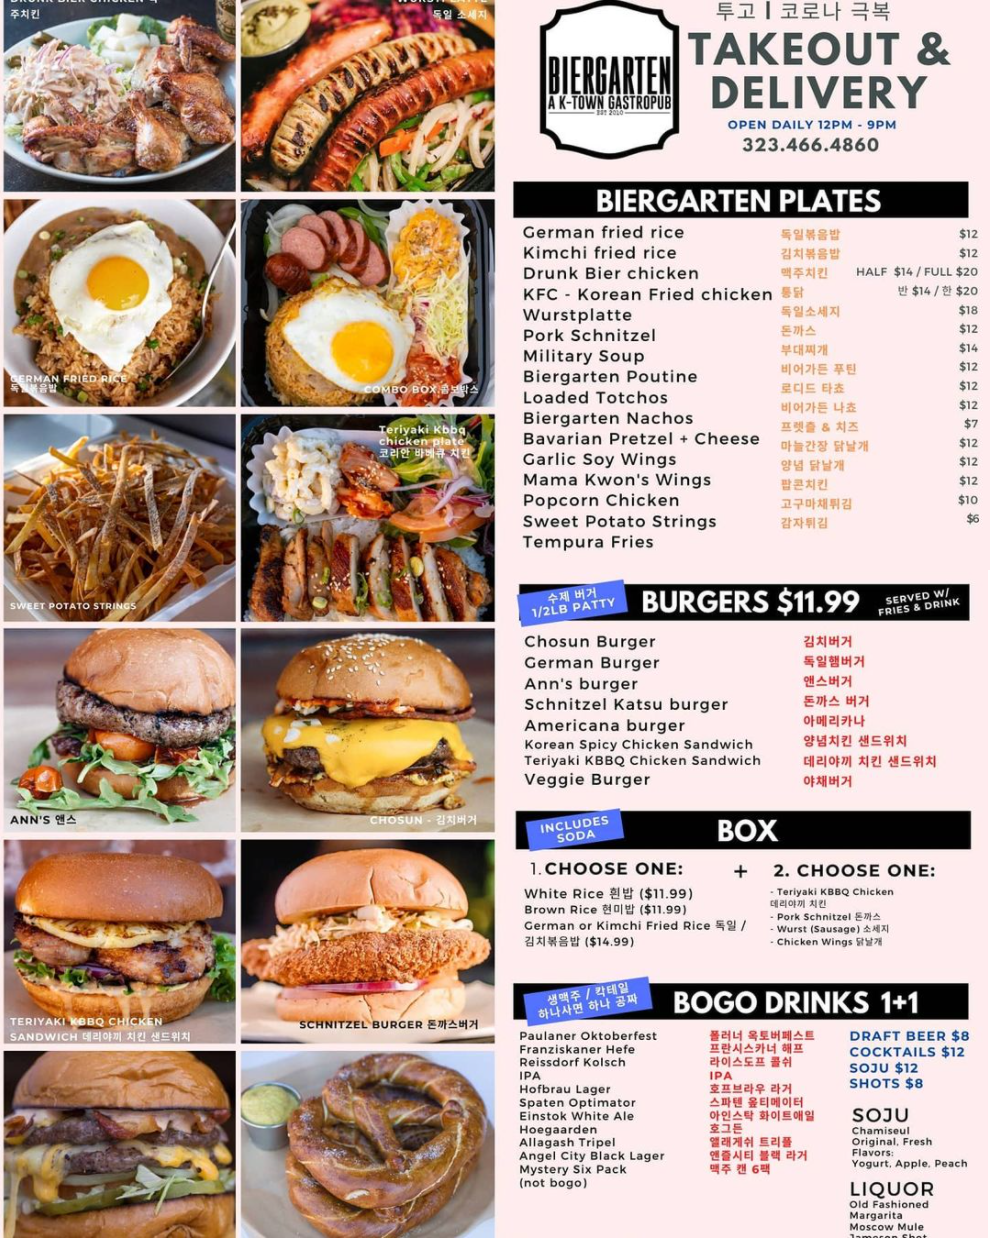 DRUNK BIER CHICKEN 맥
주치킨
WURSTPLATTE
독일 소세지
GERMAN FRIED RICE
독일볶음밥
COMBO BOX 콤보박스
SWEET POTATO STRINGS
Teriyaki Kbbq
chicken plate
코리안 바베큐 치킨
ANN'S 앤스
CHOSUN - 김치버거
TERIYAKI KBBQ CHICKEN
SANDWICH 데리야끼 치킨 샌드위치
SCHNITZEL BURGER 돈까스버거
투고 | 코로나 극복
BIERGARTEN
A K-TOWN GASTROPUB
EST 2010
TAKEOUT &
DELIVERY
OPEN DAILY 12PM - 9PM
323.466.4860
BIERGARTEN PLATES
German fried rice 독일볶음밥 $12
Kimchi fried rice 김치볶음밥 $12
Drunk Bier chicken 맥주치킨 HALF $14 / FULL $20
KFC - Korean Fried chicken 통닭 반 $14 / 한 $20
Wurstplatte 독일소세지 $18
Pork Schnitzel 돈까스 $12
Military Soup 부대찌개 $14
Biergarten Poutine 비어가든 푸틴 $12
Loaded Totchos 로디드 타쵸 $12
Biergarten Nachos 비어가든 나쵸 $12
Bavarian Pretzel + Cheese 프렛즐 & 치즈 $7
Garlic Soy Wings 마늘간장 닭날개 $12
Mama Kwon's Wings 양념 닭날개 $12
Popcorn Chicken 팝콘치킨 $12
Sweet Potato Strings 고구마채튀김 $10
Tempura Fries 감자튀김 $6
수제 버거
1/2LB PATTY
BURGERS $11.99
SERVED W/
FRIES & DRINK
Chosun Burger 김치버거
German Burger 독일햄버거
Ann's burger 앤스버거
Schnitzel Katsu burger 돈까스 버거
Americana burger 아메리카나
Korean Spicy Chicken Sandwich 양념치킨 샌드위치
Teriyaki KBBQ Chicken Sandwich 데리야끼 치킨 샌드위치
Veggie Burger 야채버거
INCLUDES
SODA
BOX
1.CHOOSE ONE:
White Rice 흰밥 ($11.99)
Brown Rice 현미밥 ($11.99)
German or Kimchi Fried Rice 독일 /
김치볶음밥 ($14.99)
+
2. CHOOSE ONE:
- Teriyaki KBBQ Chicken
데리야끼 치킨
- Pork Schnitzel 돈까스
- Wurst (Sausage) 소세지
- Chicken Wings 닭날개
생맥주 / 칵테일
하나사면 하나 공짜
BOGO DRINKS 1+1
Paulaner Oktoberfest 폴러너 옥토버페스트
Franziskaner Hefe 프란시스카너 해프
Reissdorf Kolsch 라이스도프 콜쉬
IPA IPA
Hofbrau Lager 호프브라우 라거
Spaten Optimator 스파텐 옾티메이터
Einstok White Ale 아인스탁 화이트애일
Hoegaarden 호그든
Allagash Tripel 앨래게쉬 트리플
Angel City Black Lager 앤즐시티 블랙 라거
Mystery Six Pack 맥주 캔 6팩
(not bogo)
DRAFT BEER $8
COCKTAILS $12
SOJU $12
SHOTS $8
SOJU
Chamiseul
Original, Fresh
Flavors:
Yogurt, Apple, Peach
LIQUOR
Old Fashioned
Margarita
Moscow Mule
Jameson Shot